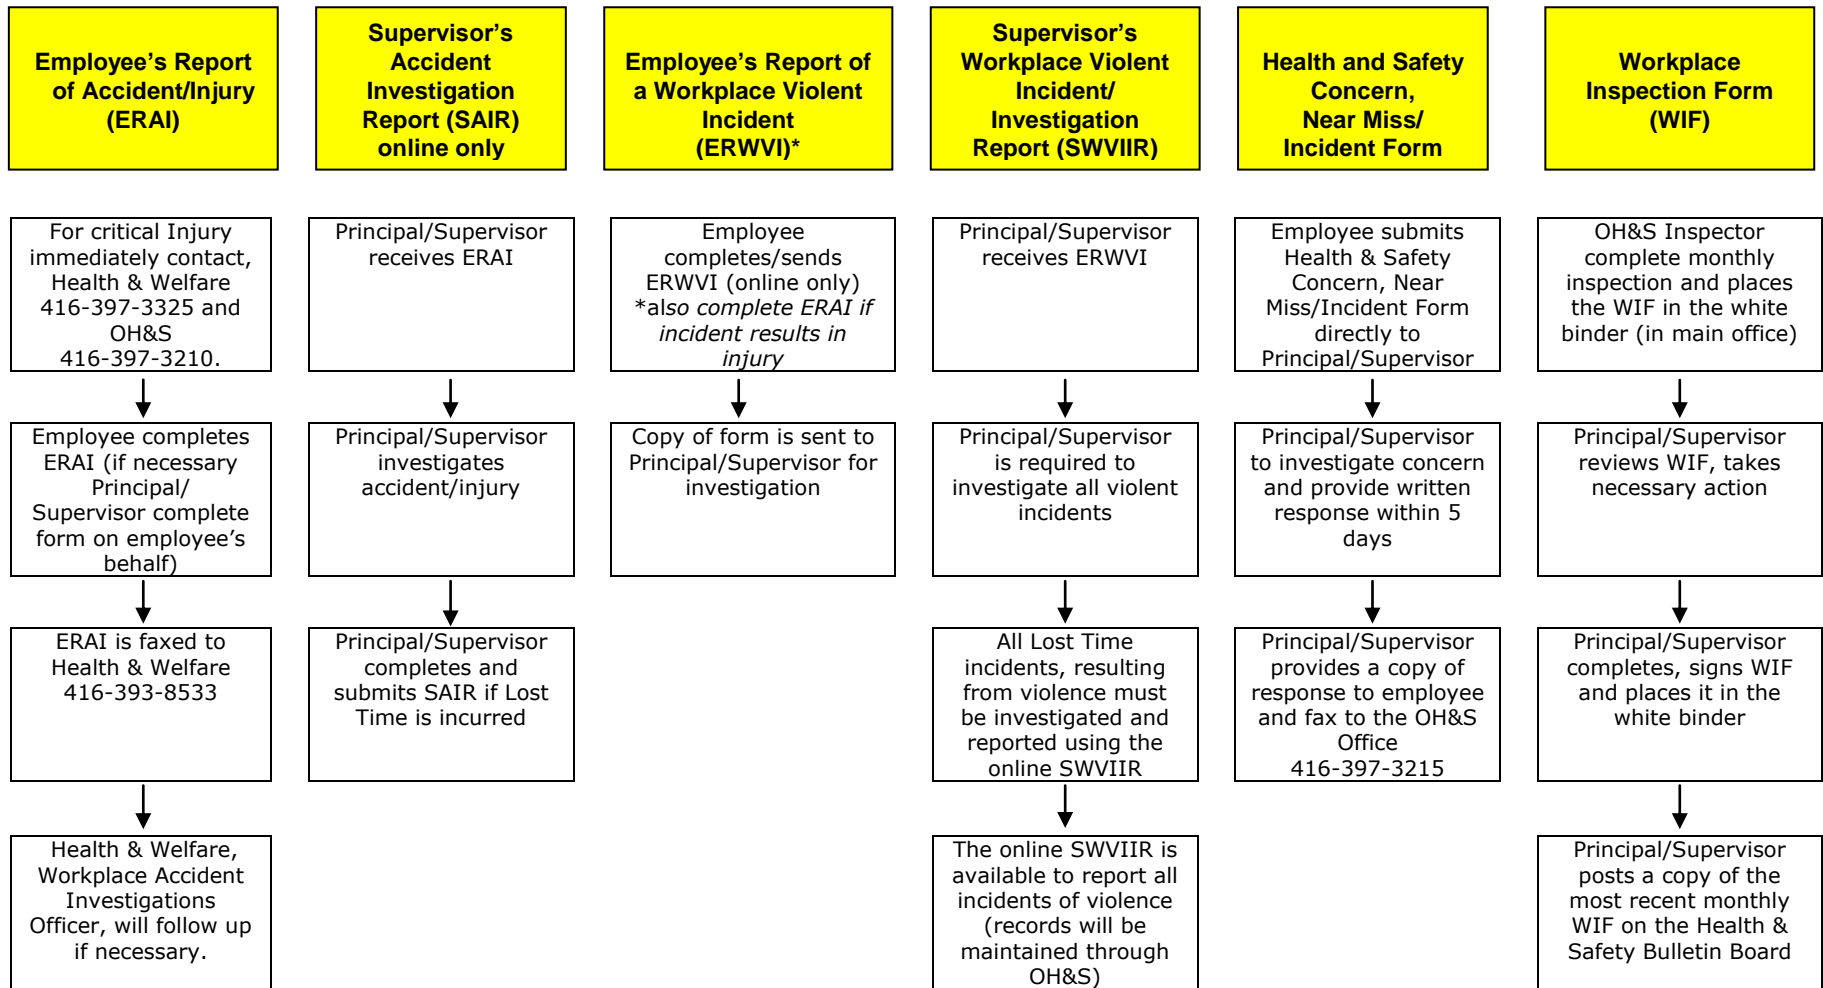 Employee's Report
of Accident/Injury
(ERAI)
Supervisor's
Accident
Investigation
Report (SAIR)
online only
Employee's Report of
a Workplace Violent
Incident
(ERWVI)*
Supervisor's
Workplace Violent
Incident/
Investigation
Report (SWVIIR)
Health and Safety
Concern,
Near Miss/
Incident Form
Workplace
Inspection Form
(WIF)
For critical Injury
immediately contact,
Health & Welfare
416-397-3325 and
OH&S
416-397-3210.
Principal/Supervisor
receives ERAI
Employee
completes/sends
ERWVI (online only)
*also complete ERAI if
incident results in
injury
Principal/Supervisor
receives ERWVI
Employee submits
Health & Safety
Concern, Near
Miss/Incident Form
directly to
Principal/Supervisor
OH&S Inspector
complete monthly
inspection and places
the WIF in the white
binder (in main office)
Employee completes
ERAI (if necessary
Principal/
Supervisor complete
form on employee's
behalf)
Principal/Supervisor
investigates
accident/injury
Copy of form is sent to
Principal/Supervisor for
investigation
Principal/Supervisor
is required to
investigate all violent
incidents
Principal/Supervisor
to investigate concern
and provide written
response within 5
days
Principal/Supervisor
reviews WIF, takes
necessary action
ERAI is faxed to
Health & Welfare
416-393-8533
Principal/Supervisor
completes and
submits SAIR if Lost
Time is incurred
All Lost Time
incidents, resulting
from violence must
be investigated and
reported using the
online SWVIIR
Principal/Supervisor
provides a copy of
response to employee
and fax to the OH&S
Office
416-397-3215
Principal/Supervisor
completes, signs WIF
and places it in the
white binder
Health & Welfare,
Workplace Accident
Investigations
Officer, will follow up
if necessary.
The online SWVIIR is
available to report all
incidents of violence
(records will be
maintained through
OH&S)
Principal/Supervisor
posts a copy of the
most recent monthly
WIF on the Health &
Safety Bulletin Board